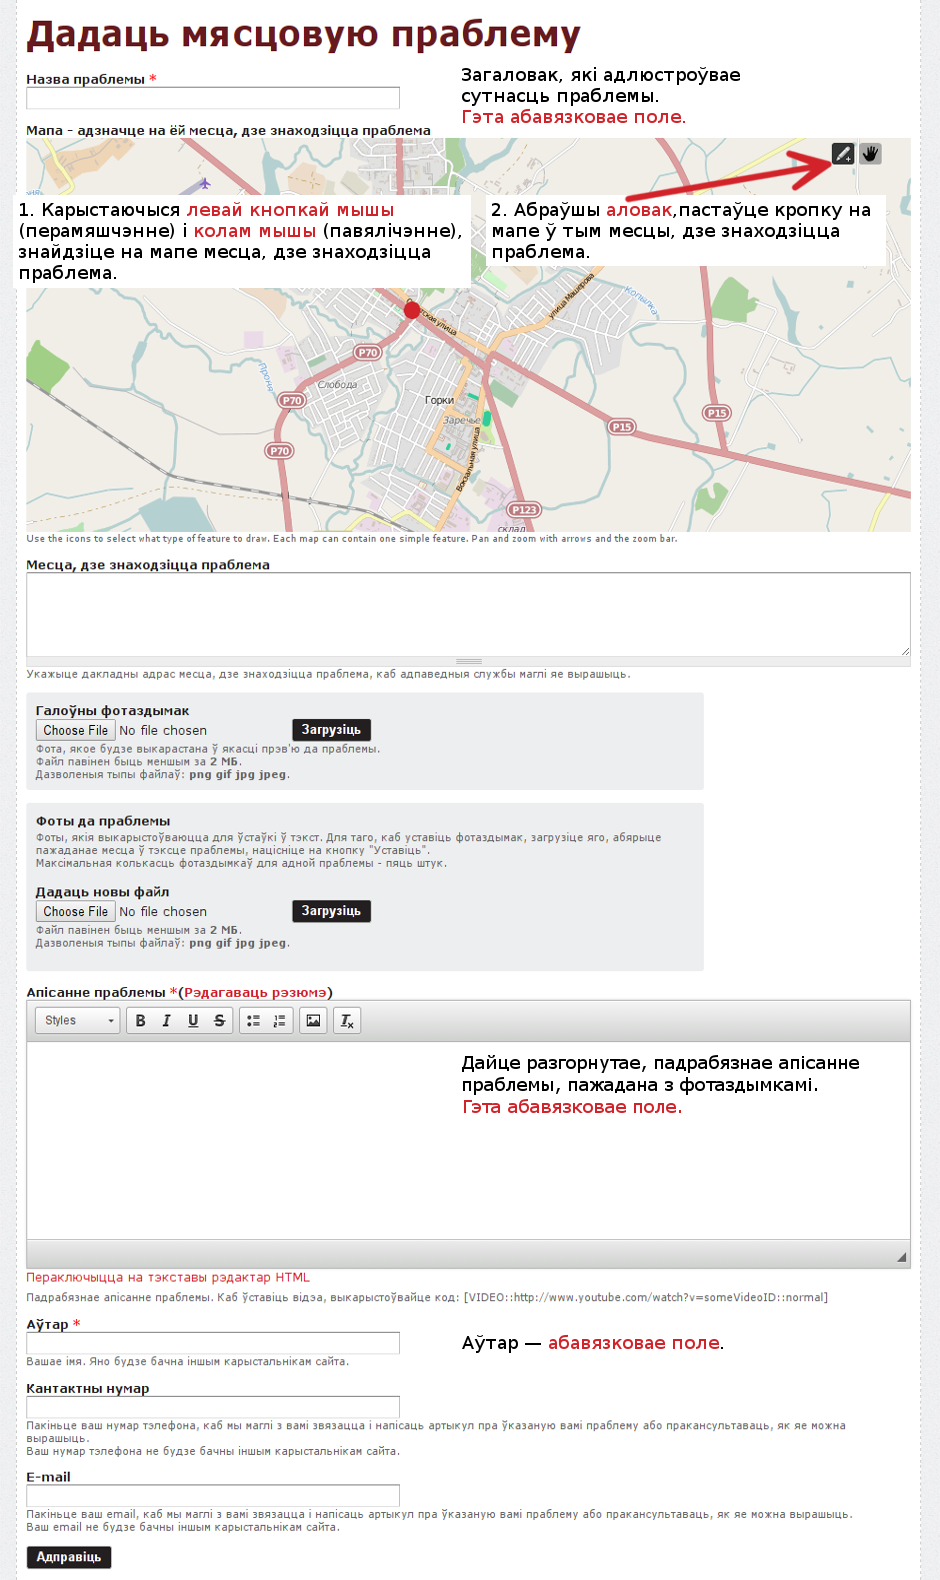 Дадаць мясцовую праблему
Назва праблемы *
Загаловак, які адлюстроўвае
сутнасць праблемы.
Гэта абавязковае поле.
Мапа - адзначце на ёй месца, дзе знаходзіцца праблема
1. Карыстаючыся левай кнопкай мышы
(перамяшчэнне) і колам мышы (павялічэнне),
знайдзіце на мапе месца, дзе знаходзіцца
праблема.
2. Абраўшы аловак,пастаўце кропку на
мапе ў тым месцы, дзе знаходзіцца
праблема.
улица Машерова
Копылка
тская улица
P70
Проня
Слобода
P70
Горки
P15
P15
Заречье
P70
Вокзальная улица
P123
склад
Use the icons to select what type of feature to draw. Each map can contain one simple feature. Pan and zoom with arrows and the zoom bar.
Месца, дзе знаходзіцца праблема
Укажыце дакладны адрас месца, дзе знаходзіцца праблема, каб адпаведныя службы маглі яе вырашыць.
Галоўны фотаздымак
Choose File No file chosen Загрузіць
Фота, якое будзе выкарастана ў якасці прэв'ю да праблемы.
Файл павінен быць меншым за 2 МБ.
Дазволеныя тыпы файлаў: png gif jpg jpeg.
Фоты да праблемы
Фоты, якія выкарыстоўваюцца для ўстаўкі ў тэкст. Для таго, каб уставіць фотаздымак, загрузіце яго, абярыце
пажаданае месца ў тэксце праблемы, націсніце на кнопку "Уставіць".
Максімальная колькасць фотаздымкаў для адной праблемы - пяць штук.
Дадаць новы файл
Choose File No file chosen Загрузіць
Файл павінен быць меншым за 2 МБ.
Дазволеныя тыпы файлаў: png gif jpg jpeg.
Апісанне праблемы *(Рэдагаваць рэзюмэ)
Styles B I U S Tx
Дайце разгорнутае, падрабязнае апісанне
праблемы, пажадана з фотаздымкамі.
Гэта абавязковае поле.
Пераключыцца на тэкставы рэдактар HTML
Падрабязнае апісанне праблемы. Каб ўставіць відэа, выкарыстоўвайце код: [VIDEO::http://www.youtube.com/watch?v=someVideoID::normal]
Аўтар *
Аўтар — абавязковае поле.
Вашае імя. Яно будзе бачна іншым карыстальнікам сайта.
Кантактны нумар
Пакіньце ваш нумар тэлефона, каб мы маглі з вамі звязацца і напісаць артыкул пра ўказаную вамі праблему або пракансультаваць, як яе можна
вырашыць.
Ваш нумар тэлефона не будзе бачны іншым карыстальнікам сайта.
E-mail
Пакіньце ваш email, каб мы маглі з вамі звязацца і напісаць артыкул пра ўказаную вамі праблему або пракансультаваць, як яе можна вырашыць.
Ваш email не будзе бачны іншым карыстальнікам сайта.
Адправіць